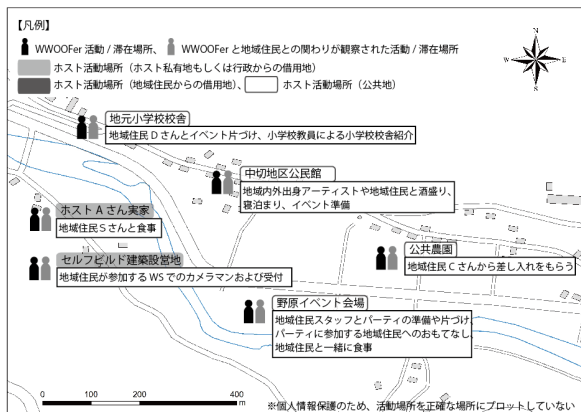 【凡例】
WWOOFer 活動 / 滞在場所、 WWOOFer と地域住民との関わりが観察された活動 / 滞在場所
ホスト活動場所（ホスト私有地もしくは行政からの借用地）
ホスト活動場所（地域住民からの借用地）、 ホスト活動場所（公共地）
N
W E
S
地元小学校校舎
地域住民 D さんとイベント片づけ、小学校教員による小学校校舎紹介
中切地区公民館
地域内外出身アーティストや地域住民と酒盛り、
寝泊まり、イベント準備
ホスト A さん実家
地域住民 S さんと食事
セルフビルド建築設営地
地域住民が参加する WS でのカメラマンおよび受付
公共農園
地域住民 C さんから差し入れをもらう
野原イベント会場
地域住民スタッフとパーティの準備や片づけ、
パーティに参加する地域住民へのおもてなし、
地域住民と一緒に食事
0 100 200 400
m
※個人情報保護のため、活動場所を正確な場所にプロットしていない